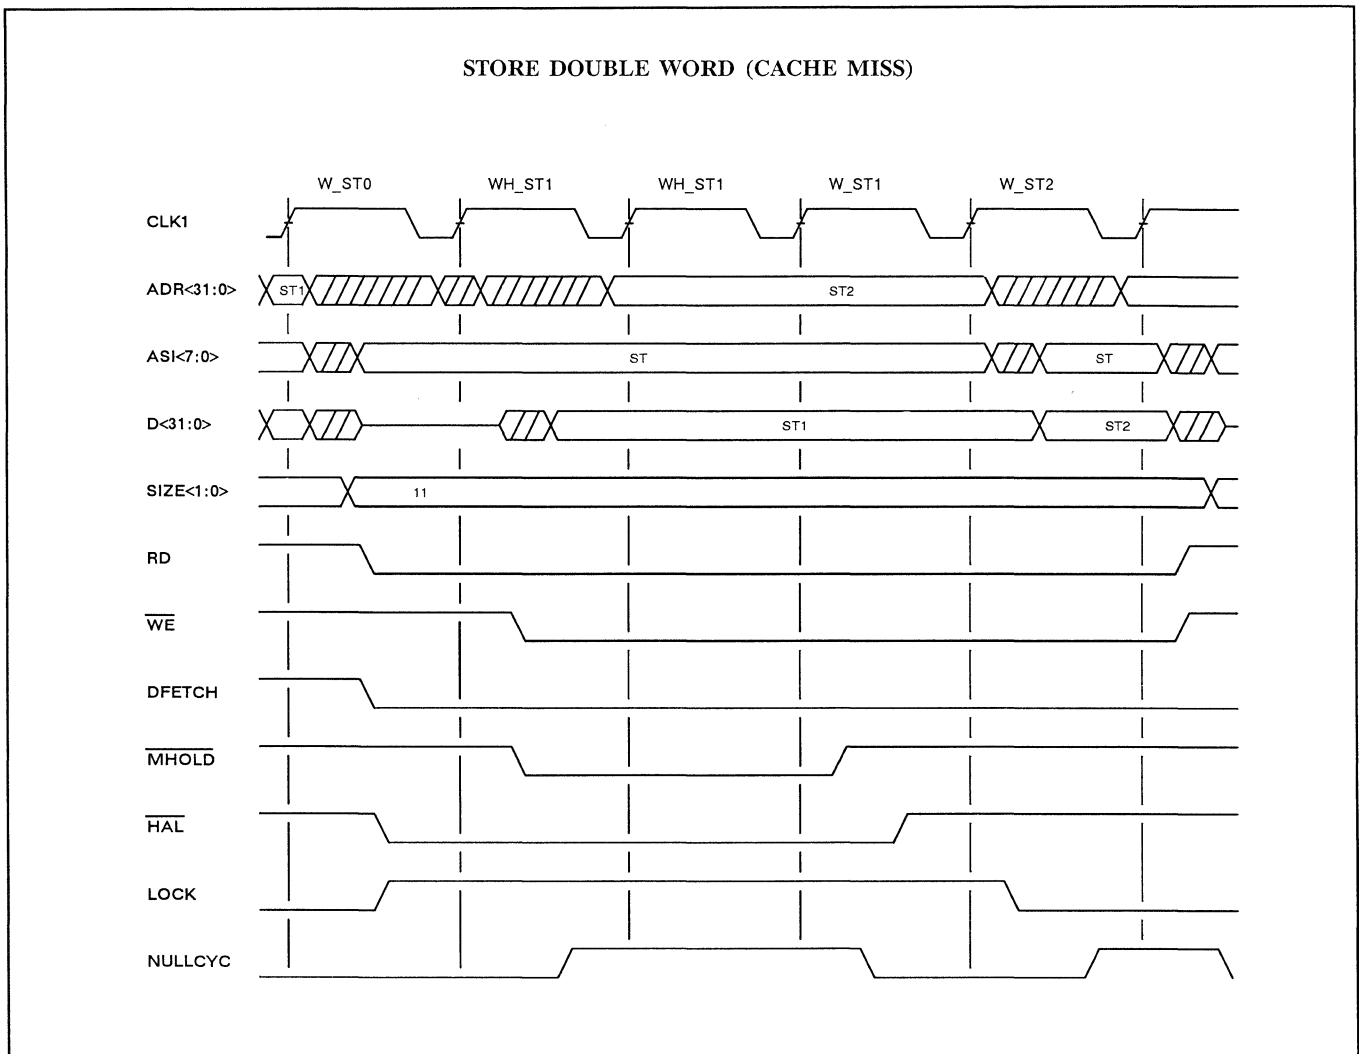 STORE DOUBLE WORD (CACHE MISS)
W_ST0 WH_ST1 WH_ST1 W_ST1 W_ST2
CLK1
ADR<31:0> ST1 ST2
ASI<7:0> ST ST
D<31:0> ST1 ST2
SIZE<1:0> 11
RD
WE
DFETCH
MHOLD
HAL
LOCK
NULLCYC